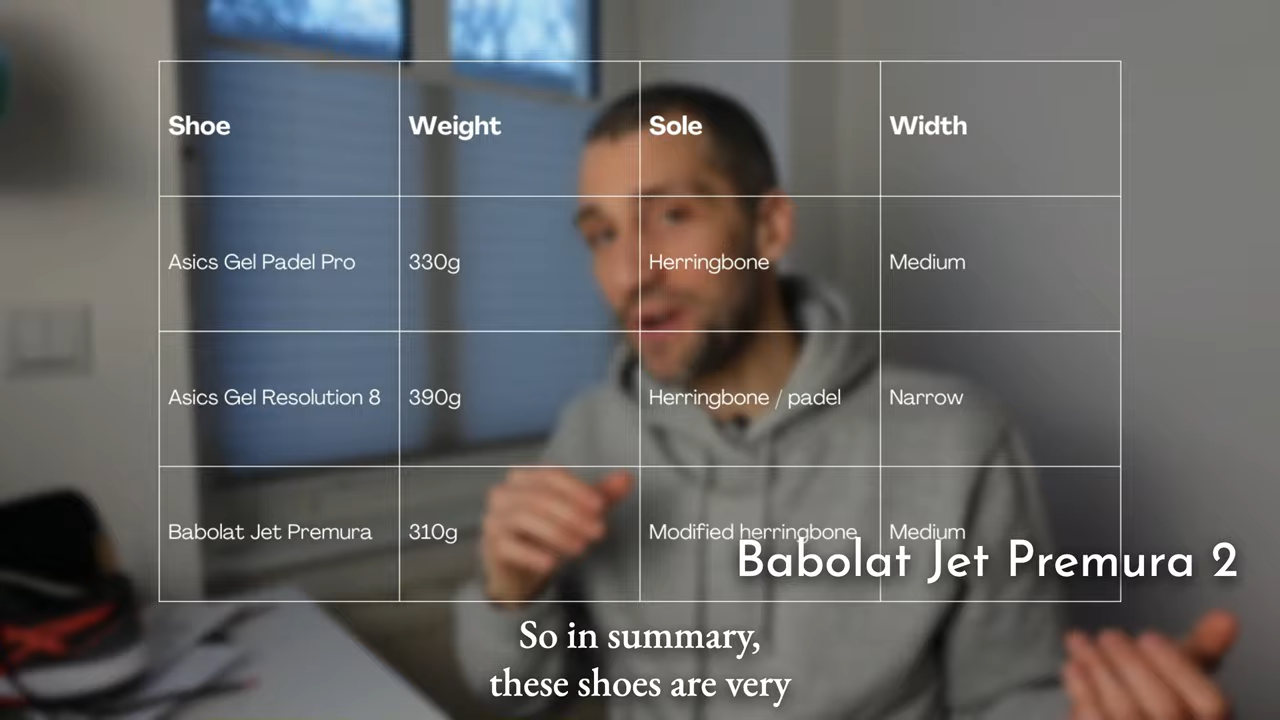 Shoe Weight Sole Width
Asics Gel Padel Pro 330g Herringbone Medium
Asics Gel Resolution 8 390g Herringbone / padel Narrow
Babolat Jet Premura 310g Modified herringbone Medium
Babolat Jet Premura 2
So in summary,
these shoes are very